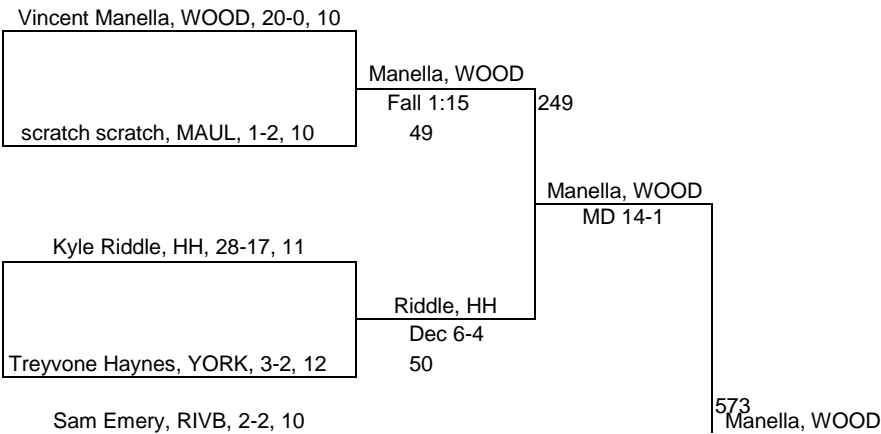 Vincent Manella, WOOD, 20-0, 10
Manella, WOOD
Fall 1:15
249
scratch scratch, MAUL, 1-2, 10
49
Manella, WOOD
MD 14-1
Kyle Riddle, HH, 28-17, 11
Riddle, HH
Dec 6-4
Treyvone Haynes, YORK, 3-2, 12
50
573
Sam Emery, RIVB, 2-2, 10
Manella, WOOD